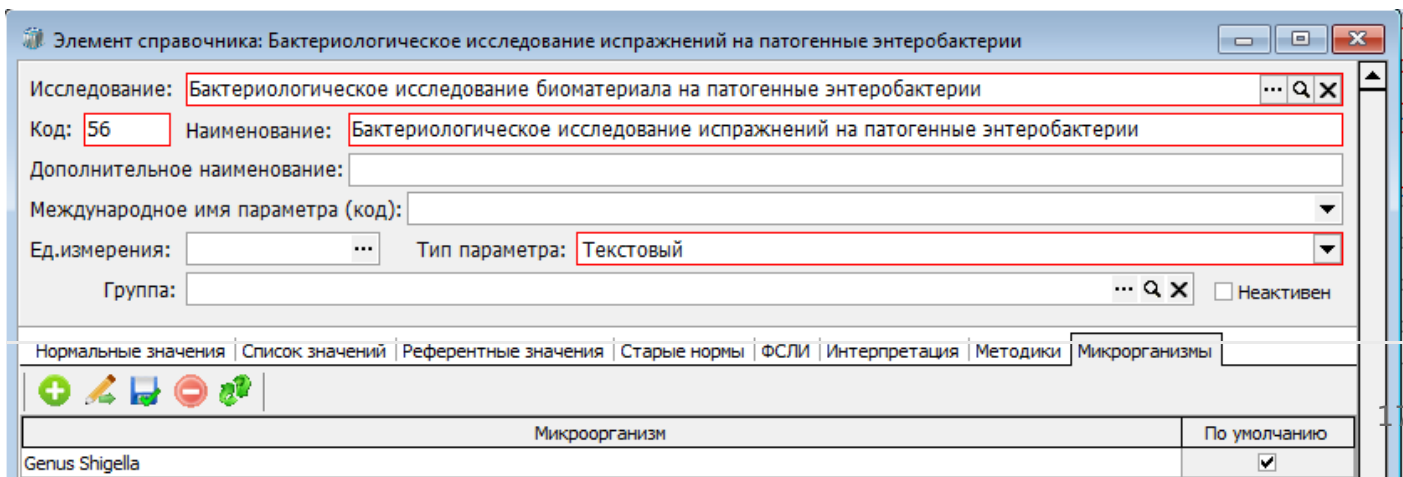 Элемент справочника: Бактериологическое исследование испражнений на патогенные энтеробактерии
Исследование: Бактериологическое исследование биоматериала на патогенные энтеробактерии
Код: 56 Наименование: Бактериологическое исследование испражнений на патогенные энтеробактерии
Дополнительное наименование:
Международное имя параметра (код):
Ед.измерения: ... Тип параметра: Текстовый
Группа: ... Неактивен
Нормальные значения Список значений Референтные значения Старые нормы ФСЛИ Интерпретация Методики Микрорганизмы
Микроорганизм По умолчанию
Genus Shigella